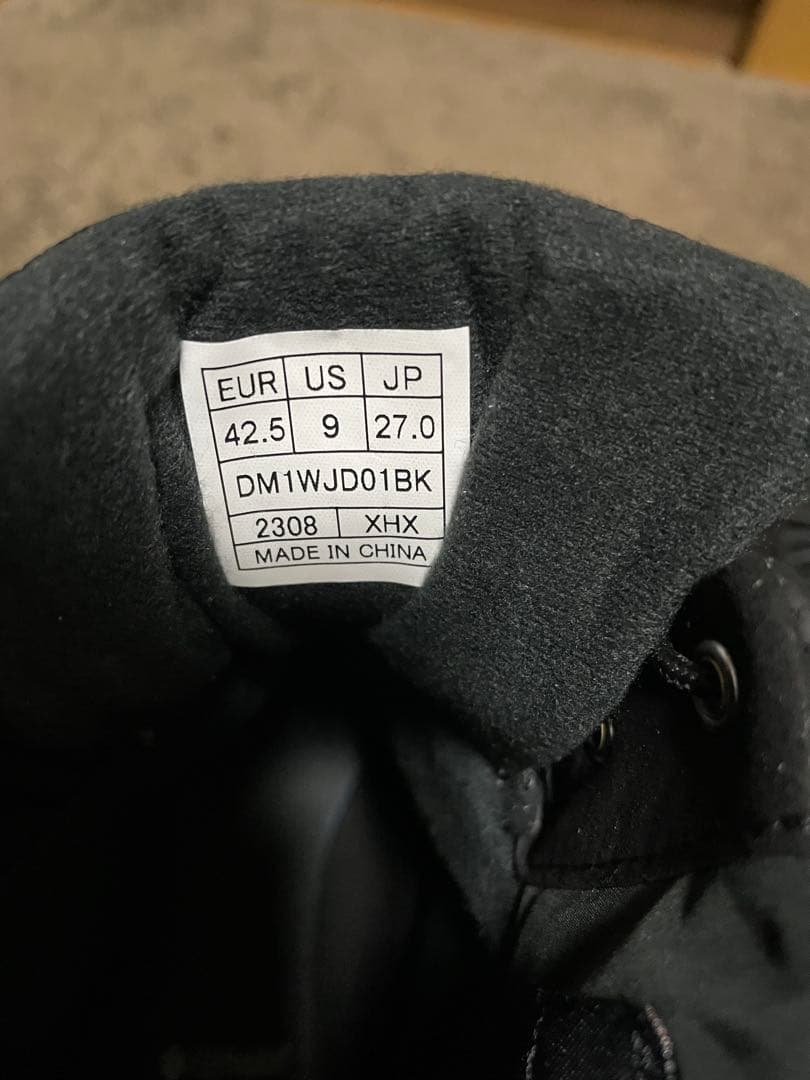 EUR US JP
42.5 9 27.0
DM1WJD01BK
2308 XHX
MADE IN CHINA